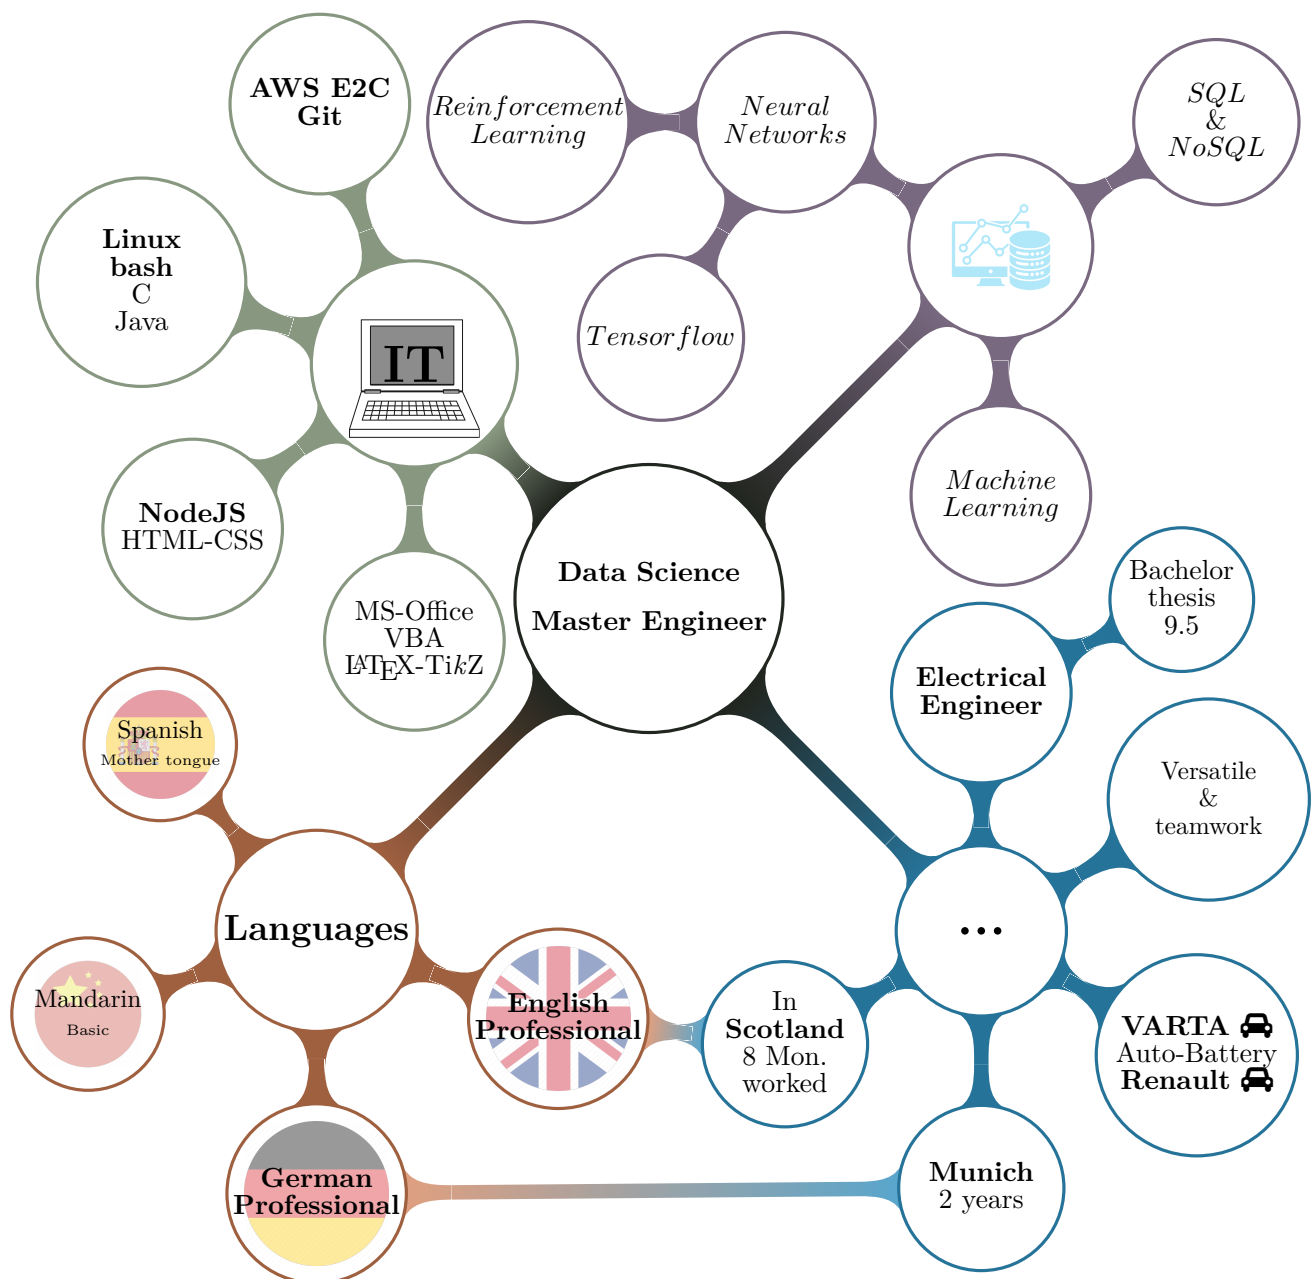 AWS E2C
Git
Reinforcement
Learning
Neural
Networks
SQL
&
NoSQL
Linux
bash
C
Java
IT
Tensorflow
NodeJS
HTML-CSS
MS-Office
VBA
LATEX-TikZ
Data Science
Master Engineer
Machine
Learning
Bachelor
thesis
9.5
Electrical
Engineer
Versatile
&
teamwork
Spanish
Mother tongue
Languages
...
Mandarin
Basic
English
Professional
In
Scotland
8 Mon.
worked
VARTA
Auto-Battery
Renault
German
Professional
Munich
2 years